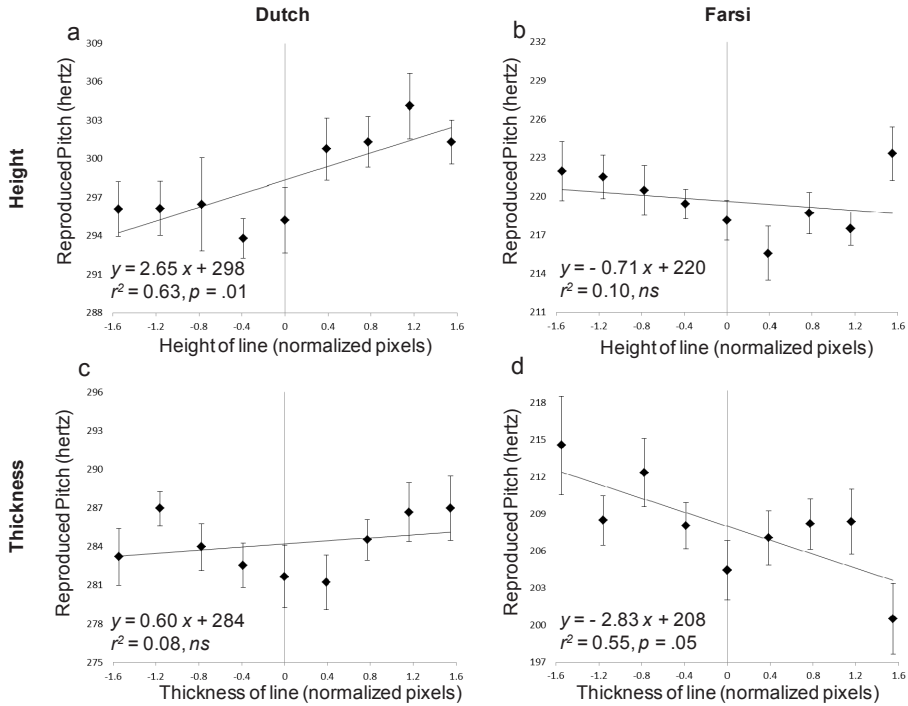 Dutch
Farsi
Height
Thickness
a
Reproduced Pitch (hertz)
309
306
303
300
297
294
291
288
y = 2.65 x + 298
r² = 0.63, p = .01
-1.6 -1.2 -0.8 -0.4 0 0.4 0.8 1.2 1.6
Height of line (normalized pixels)
b
Reproduced Pitch (hertz)
232
229
226
223
220
217
214
211
y = - 0.71 x + 220
r² = 0.10, ns
-1.6 -1.2 -0.8 -0.4 0 0.4 0.8 1.2 1.6
Height of line (normalized pixels)
c
Reproduced Pitch (hertz)
296
293
290
287
284
281
278
275
y = 0.60 x + 284
r² = 0.08, ns
-1.6 -1.2 -0.8 -0.4 0 0.4 0.8 1.2 1.6
Thickness of line (normalized pixels)
d
Reproduced Pitch (hertz)
218
215
212
209
206
203
200
197
y = - 2.83 x + 208
r² = 0.55, p = .05
-1.6 -1.2 -0.8 -0.4 0 0.4 0.8 1.2 1.6
Thickness of line (normalized pixels)